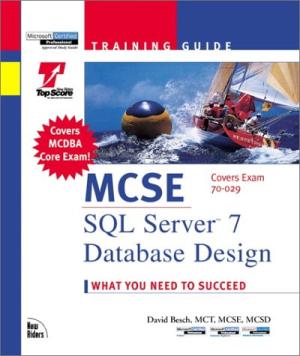 TRAINING GUIDE
Microsoft Certified
Professional
Approved Study Guide
Top Score
Covers
MCDBA
Core Exam!
Covers Exam
70-029
MCSE
SQL Server™ 7
Database Design
WHAT YOU NEED TO SUCCEED
David Besch, MCT, MCSE, MCSD
New
Riders